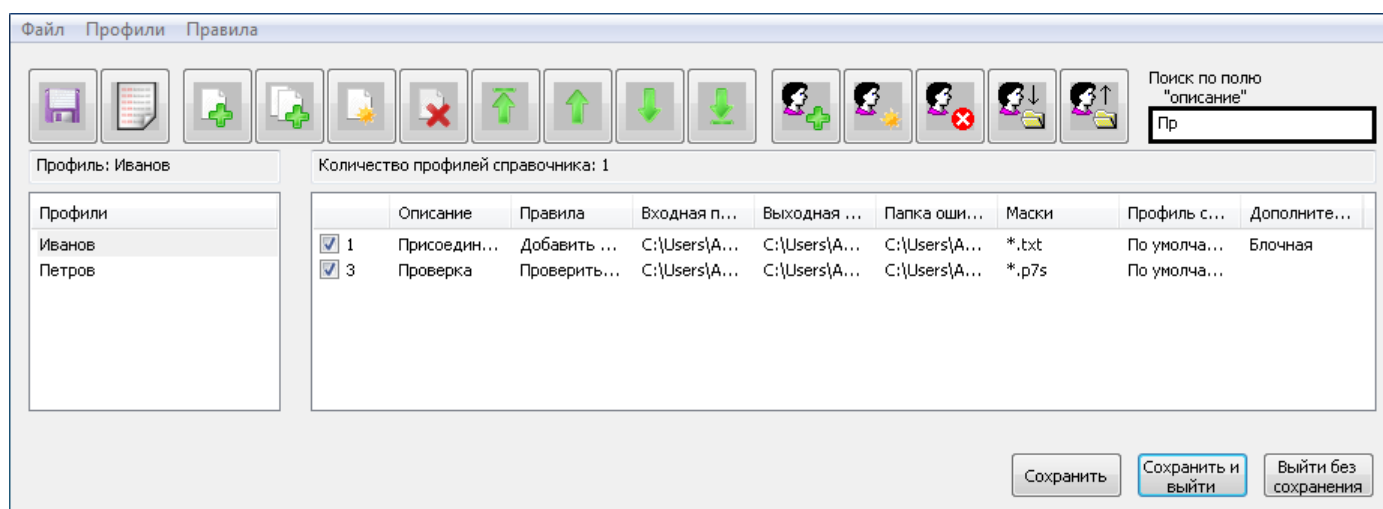 Файл Профили Правила
Поиск по полю
"описание"
Пр
Профиль: Иванов
Количество профилей справочника: 1
Профили
Иванов
Петров
Описание Правила Входная п... Выходная ... Папка оши... Маски Профиль с... Дополните...
1 Присоедин... Добавить ... C:\Users\A... C:\Users\A... C:\Users\A... *.txt По умолча... Блочная
3 Проверка Проверить... C:\Users\A... C:\Users\A... C:\Users\A... *.p7s По умолча...
Сохранить
Сохранить и
выйти
Выйти без
сохранения